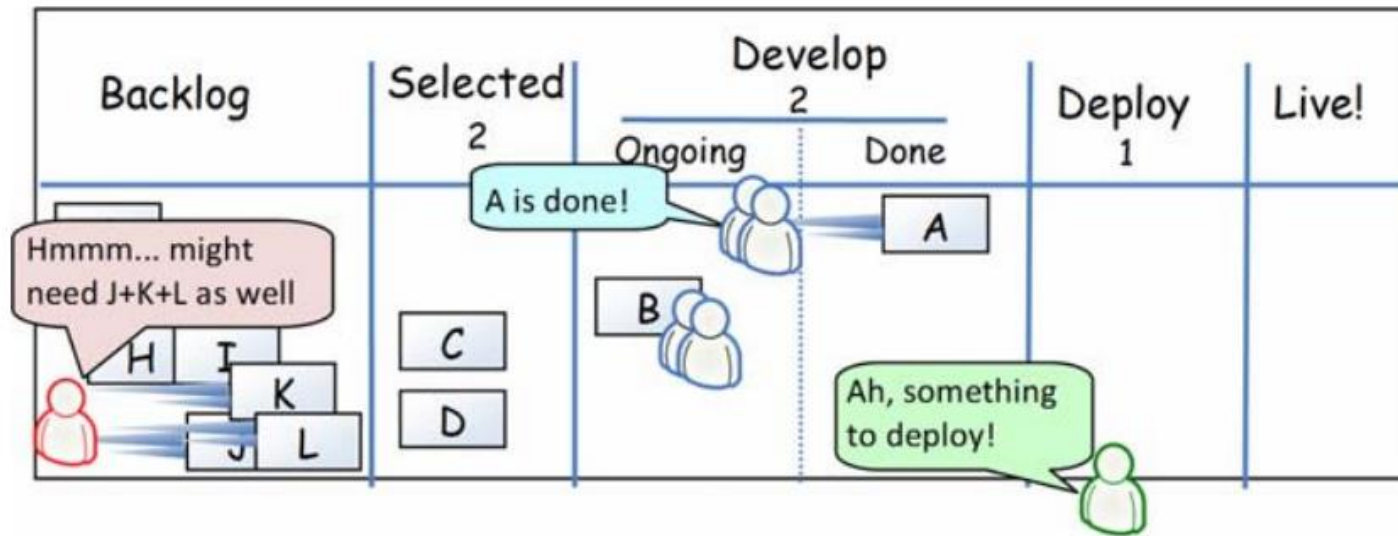 Backlog
Selected
2
Develop
2
Ongoing
Done
Deploy
1
Live!
A is done!
A
Hmmm... might
need J+K+L as well
B
H
I
C
K
J
L
D
Ah, something
to deploy!